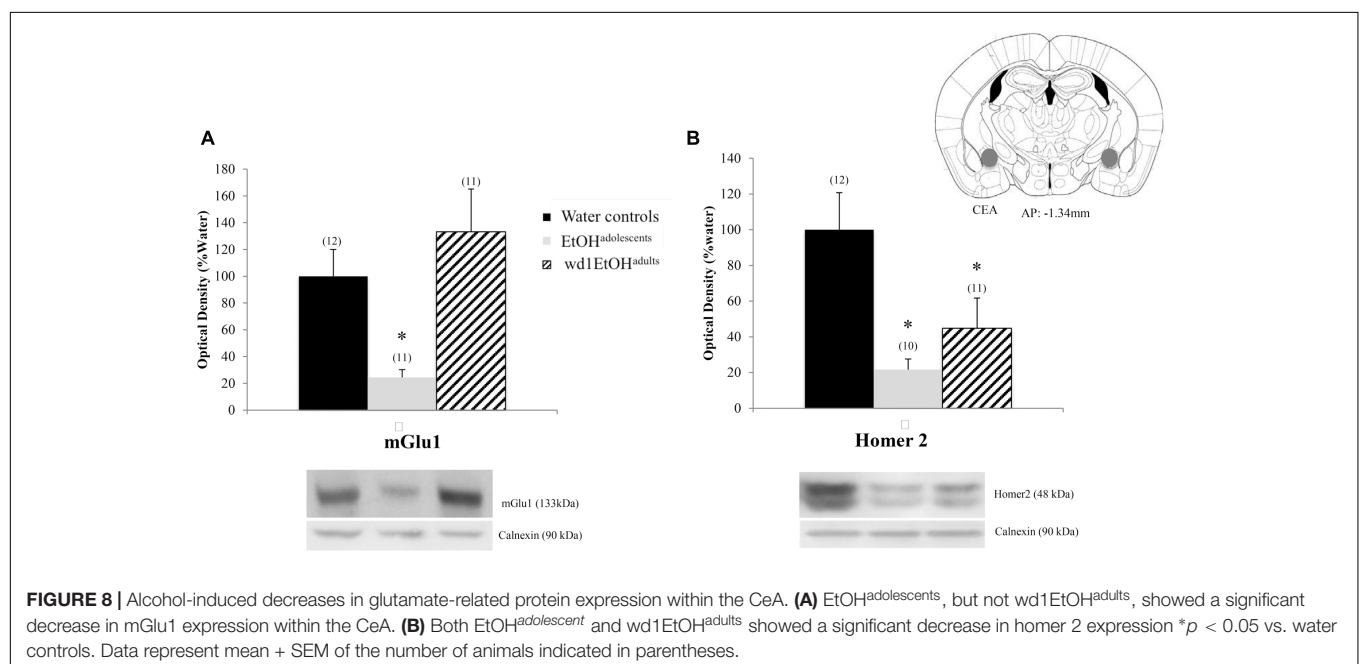 A
Optical Density (%Water)
180
160
140
120
100
80
60
40
20
0
(12)
*
(11)
(11)
mGlu1
Water controls
EtOHadolescents
wd1EtOHadults
mGlu1 (133kDa)
Calnexin (90 kDa)
B
Optical Density (%water)
140
120
100
80
60
40
20
0
(12)
*
(10)
*
(11)
Homer 2
CEA AP: -1.34mm
Homer2 (48 kDa)
Calnexin (90 kDa)
FIGURE 8 | Alcohol-induced decreases in glutamate-related protein expression within the CeA. (A) EtOHadolescents, but not wd1EtOHadults, showed a significant
decrease in mGlu1 expression within the CeA. (B) Both EtOHadolescent and wd1EtOHadults showed a significant decrease in homer 2 expression *p < 0.05 vs. water
controls. Data represent mean + SEM of the number of animals indicated in parentheses.